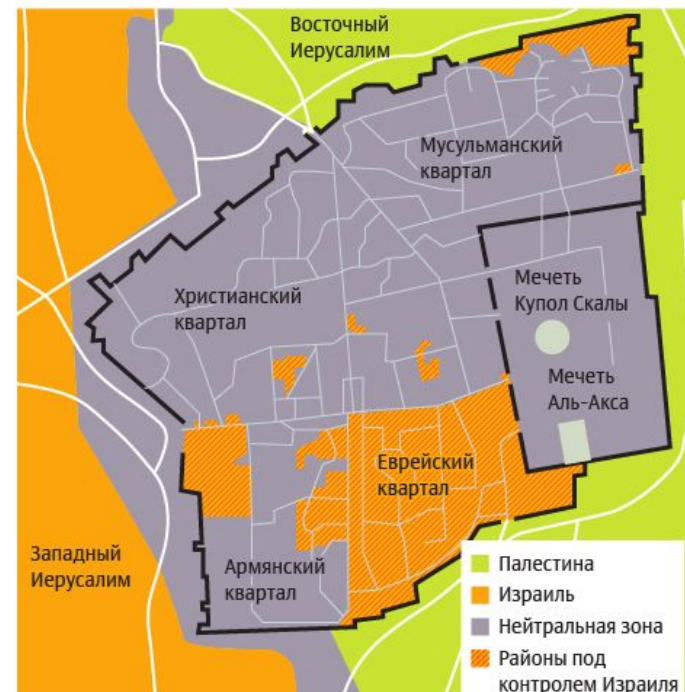 Восточный
Иерусалим
Мусульманский
квартал
Христианский
квартал
Мечеть
Купол Скалы
Мечеть
Аль-Акса
Еврейский
квартал
Западный
Иерусалим
Армянский
квартал
Палестина
Израиль
Нейтральная зона
Районы под
контролем Израиля